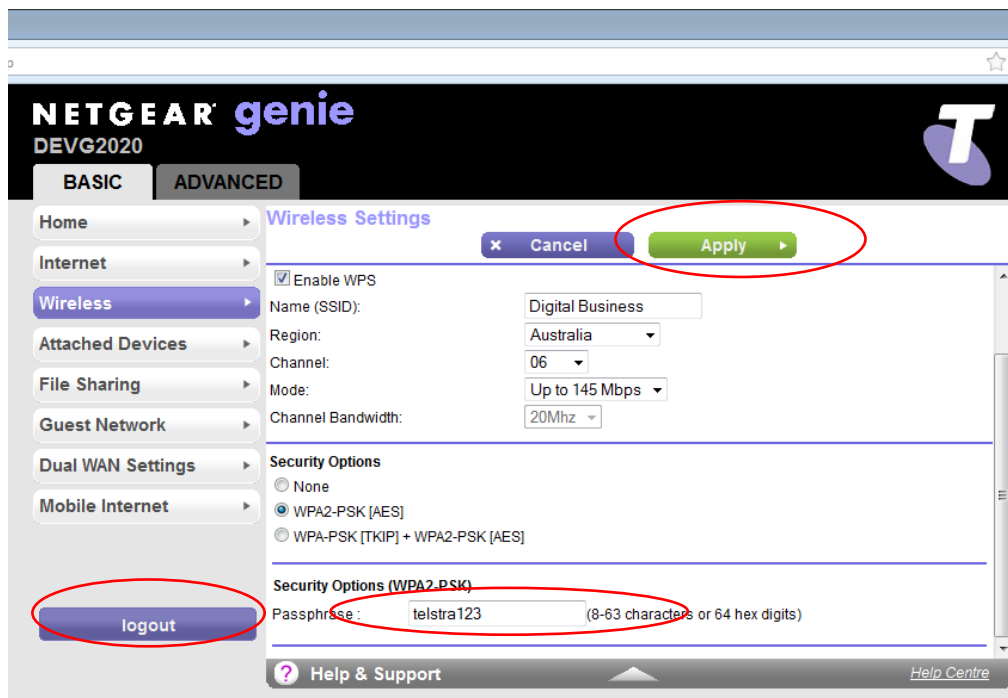 NETGEAR genie
DEVG2020
BASIC ADVANCED
Home
Internet
Wireless
Attached Devices
File Sharing
Guest Network
Dual WAN Settings
Mobile Internet
logout
Wireless Settings
× Cancel Apply
Enable WPS
Name (SSID): Digital Business
Region: Australia
Channel: 06
Mode: Up to 145 Mbps
Channel Bandwidth: 20Mhz
Security Options
None
WPA2-PSK [AES]
WPA-PSK [TKIP] + WPA2-PSK [AES]
Security Options (WPA2-PSK)
Passphrase : telstra123 (8-63 characters or 64 hex digits)
? Help & Support Help Centre